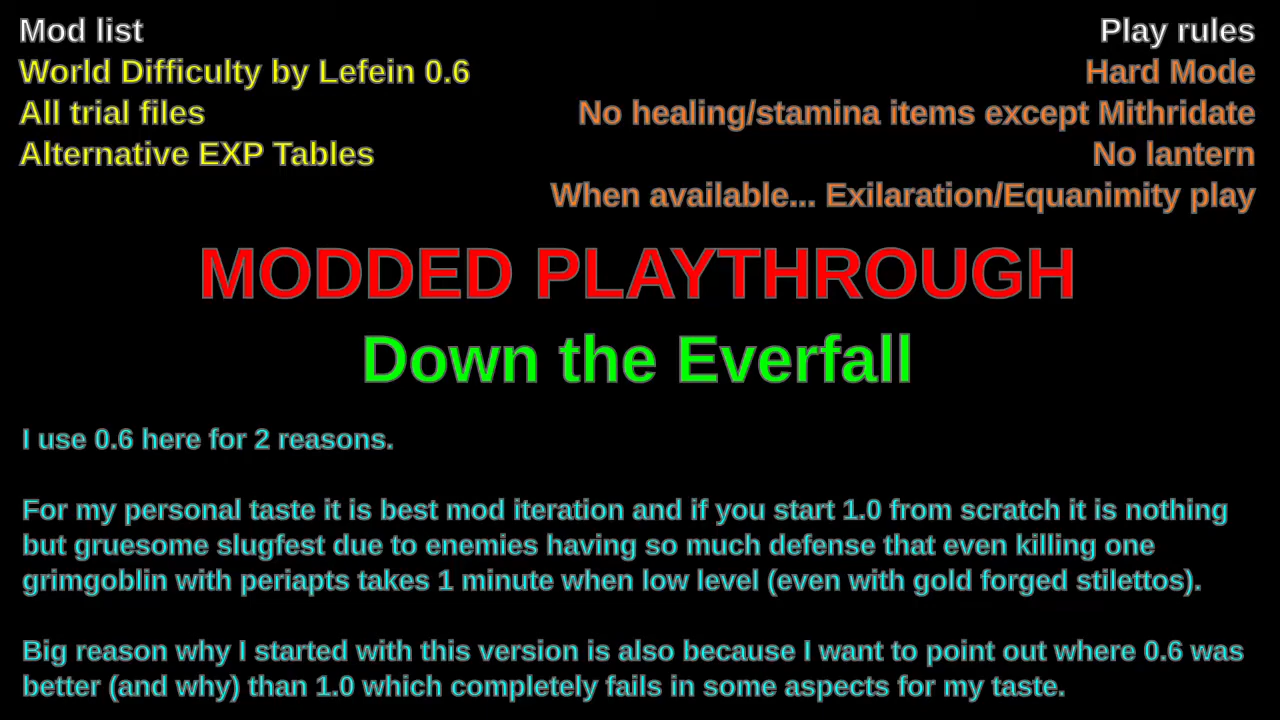 Mod list
World Difficulty by Lefein 0.6
All trial files
Alternative EXP Tables
Play rules
Hard Mode
No healing/stamina items except Mithridate
No lantern
When available... Exilaration/Equanimity play
MODDED PLAYTHROUGH
Down the Everfall
I use 0.6 here for 2 reasons.
For my personal taste it is best mod iteration and if you start 1.0 from scratch it is nothing
but gruesome slugfest due to enemies having so much defense that even killing one
grimgoblin with periapts takes 1 minute when low level (even with gold forged stilettos).
Big reason why I started with this version is also because I want to point out where 0.6 was
better (and why) than 1.0 which completely fails in some aspects for my taste.